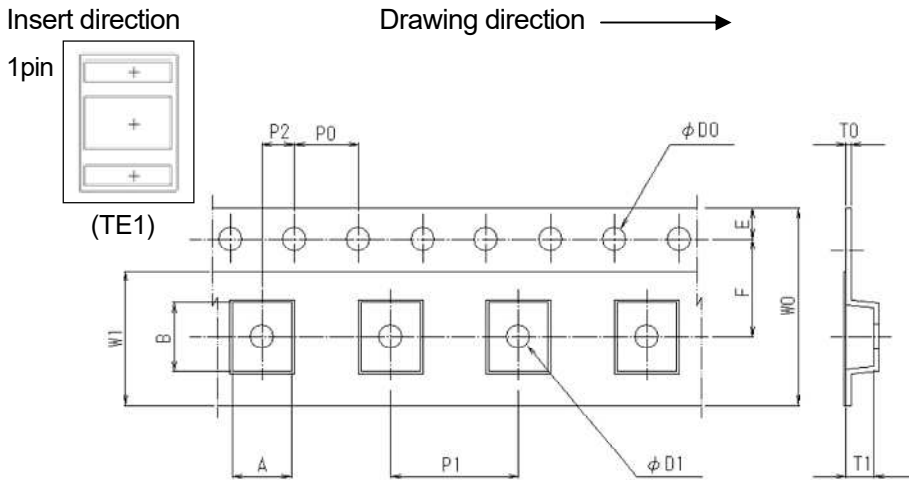 Insert direction
Drawing direction
1pin
(TE1)
P2
P0
φD0
T0
E
F
W0
W1
B
A
P1
φD1
T1